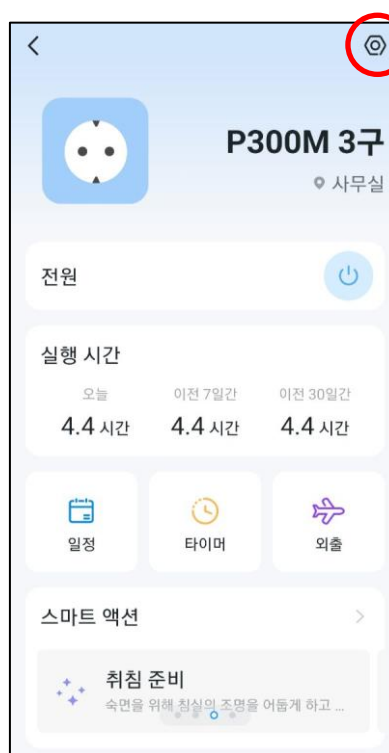 P300M 3구
사무실
전원
실행 시간
오늘 이전 7일간 이전 30일간
4.4 시간 4.4 시간 4.4 시간
일정 타이머 외출
스마트 액션
취침 준비
숙면을 위해 침실의 조명을 어둡게 하고 ...